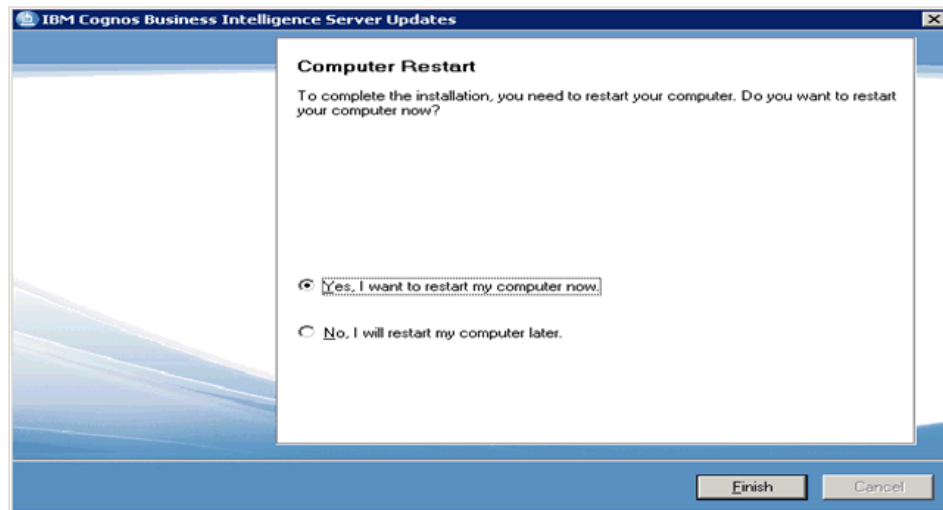 IBM Cognos Business Intelligence Server Updates
Computer Restart
To complete the installation, you need to restart your computer. Do you want to restart
your computer now?
Yes, I want to restart my computer now.
No, I will restart my computer later.
Finish
Cancel